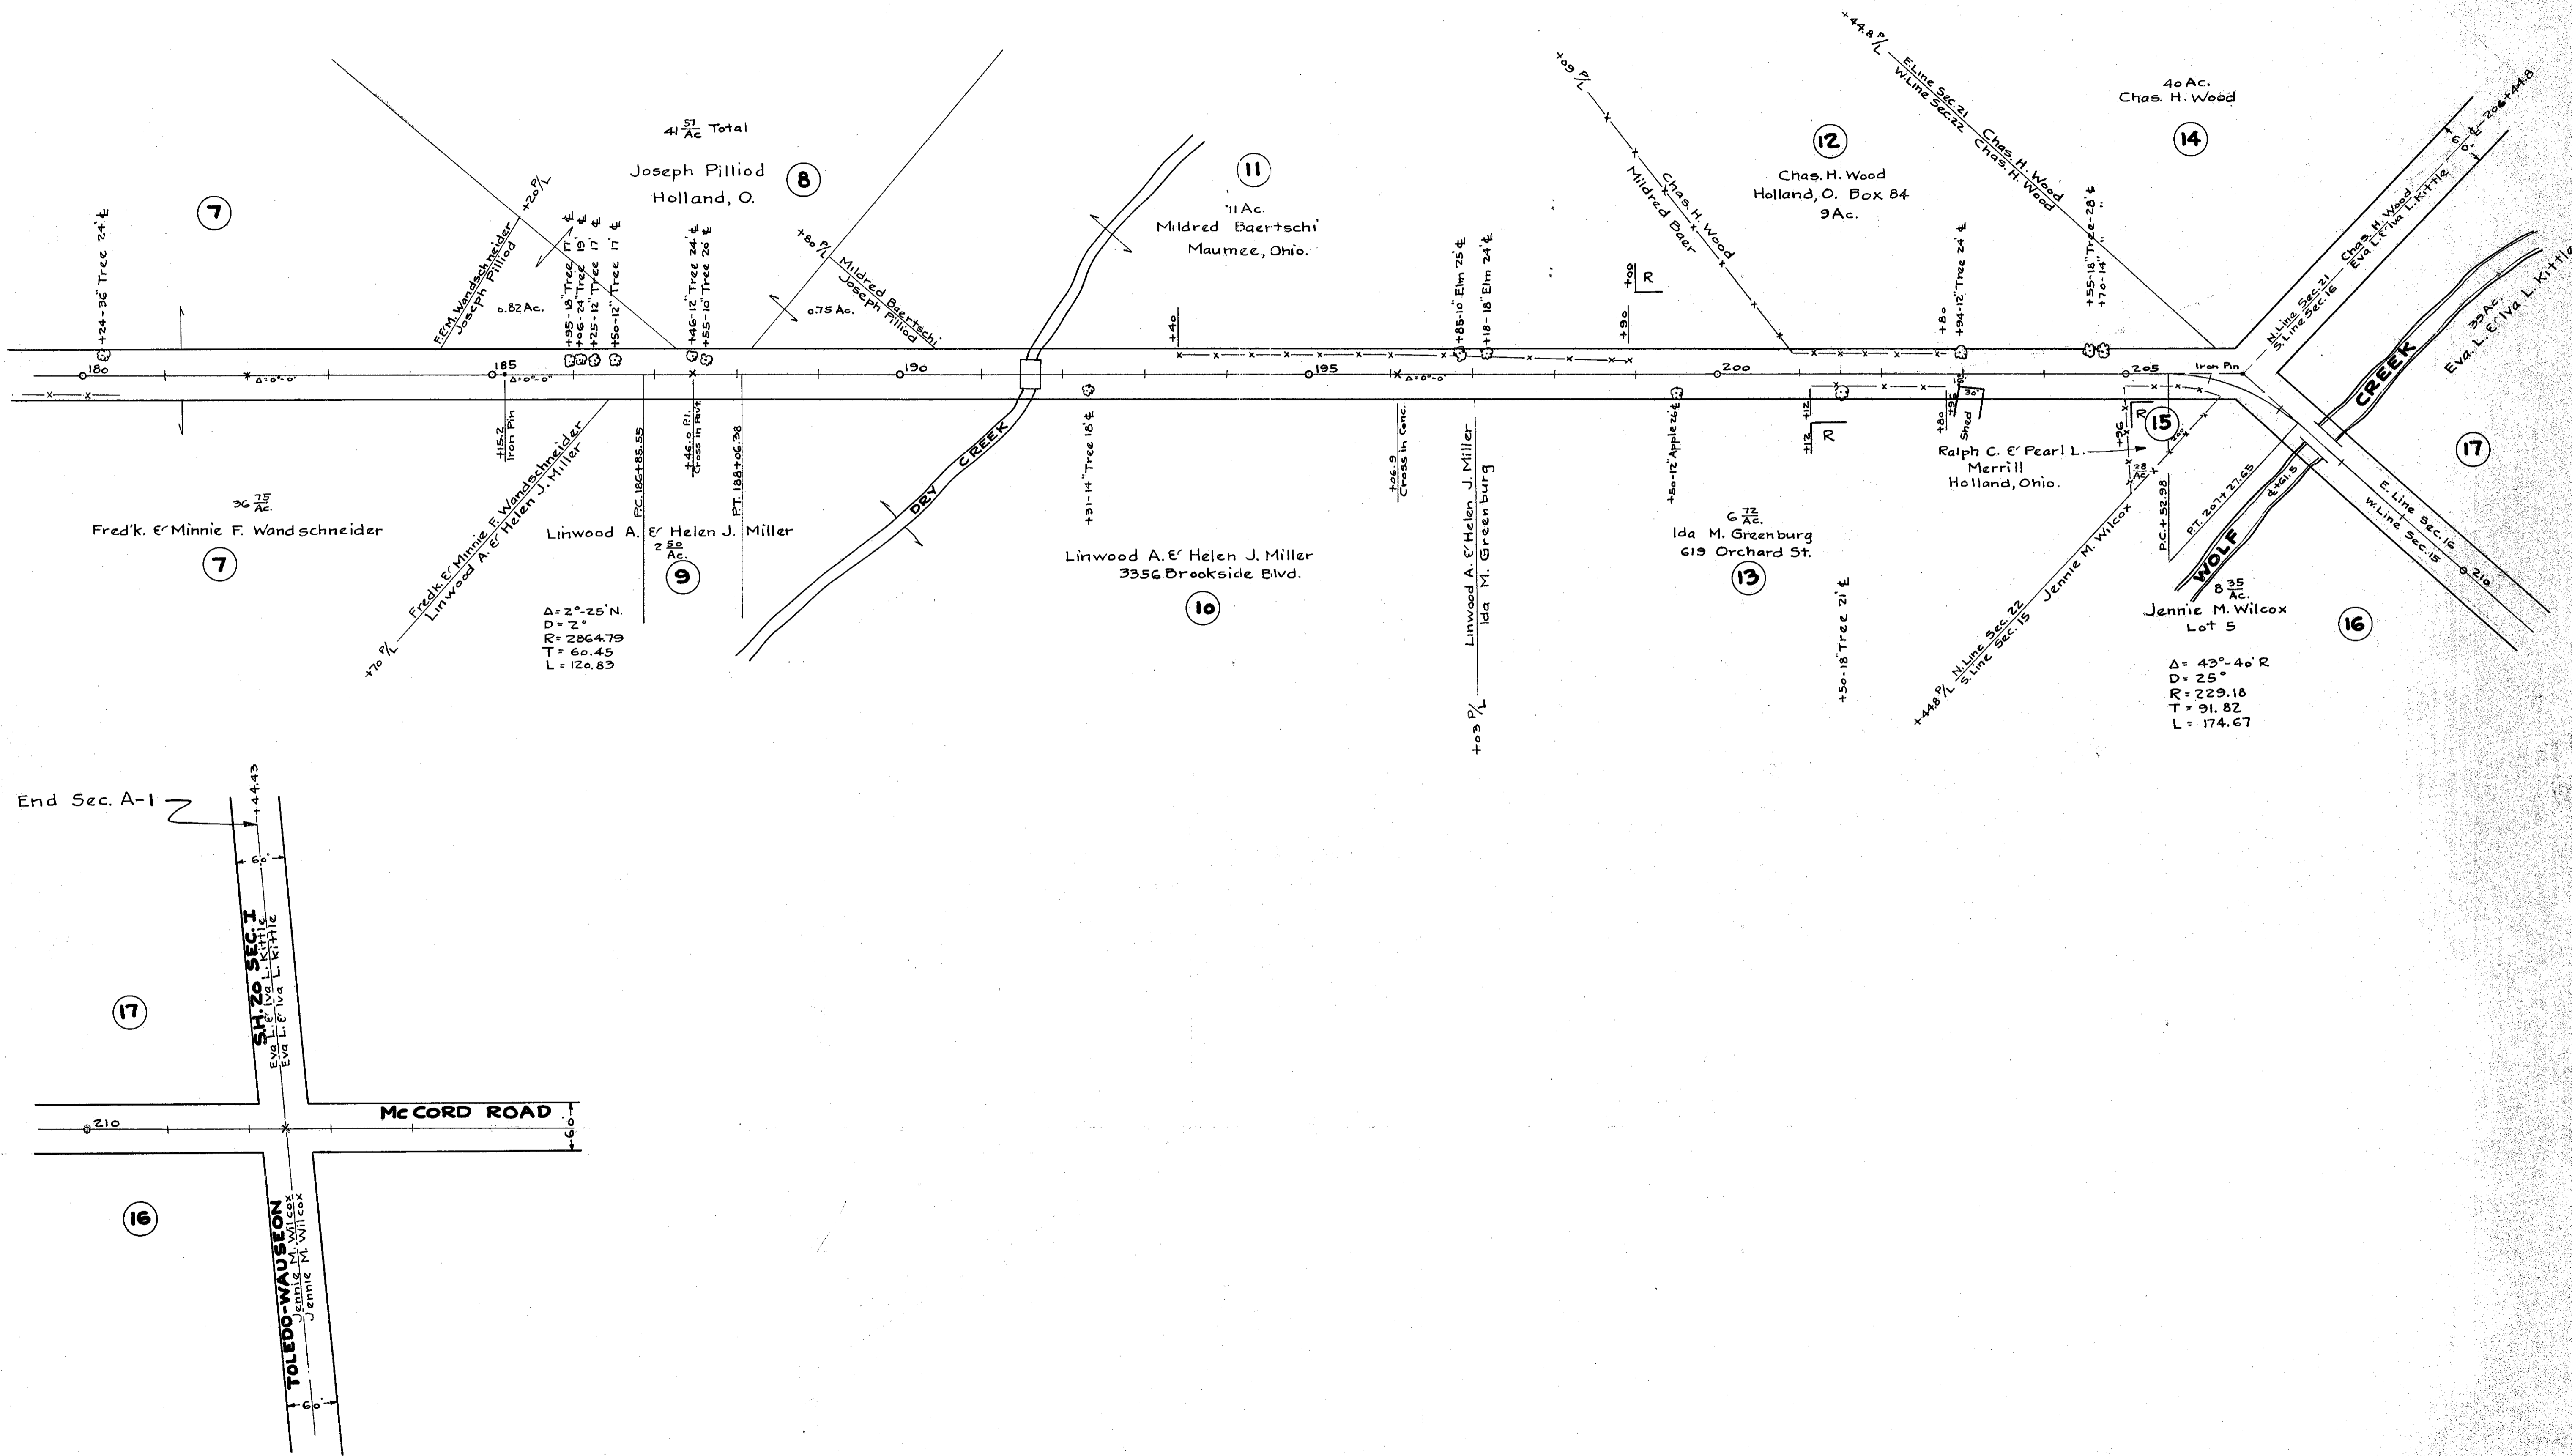 7
+24-36" Tree 24' ℄
F.&M. Wandschneider
Joseph Pilliod
+20 P/L
0.82 Ac.
41 57/Ac Total
Joseph Pilliod
Holland, O.
8
+95-18" Tree 17' ℄
+06-24" Tree 19' ℄
+25-12" Tree 17' ℄
+50-12" Tree 17' ℄
+46-12" Tree 24' ℄
+55-10" Tree 20' ℄
+80 P/L
Mildred Baertschi
Joseph Pilliod
0.75 Ac.
11
11 Ac.
Mildred Baertschi
Maumee, Ohio.
+40
+85-10" Elm 25' ℄
+18-18" Elm 24' ℄
+09 P/L
Chas. H. Wood
Mildred Baer
+00
R
+90
12
Chas. H. Wood
Holland, O. Box 84
9 Ac.
+44.8 P/L
E. Line Sec. 21
W. Line Sec. 22
Chas. H. Wood
Chas. H. Wood
+80
+94-12" Tree 24' ℄
+55-18" Tree-28' ℄
+70-14" " " "
40 Ac.
Chas. H. Wood
14
N. Line Sec. 21
S. Line Sec. 16
Chas. H. Wood
Eva L. & Iva L. Kittle
60'
℄ 206+44.8
39 Ac.
Eva. L. & Iva L. Kittle
CREEK
180
Δ=0°-0'
185
Δ=0°-0'
190
195
Δ=0°-0'
200
205
Iron Pin
36 75/Ac.
Fred'k. & Minnie F. Wandschneider
7
+15.2
Iron Pin
Fredk. & Minnie F. Wandschneider
Linwood A. & Helen J. Miller
+70 P/L
P.C. 186+85.55
+46.0 P.I.
Cross in Pav't.
P.T. 188+06.38
Linwood A. & Helen J. Miller
2 50/Ac.
9
Δ=2°-25'N.
D=2°
R=2864.79
T=60.45
L=120.83
DRY CREEK
+31-14" Tree 18' ℄
Linwood A. & Helen J. Miller
3356 Brookside Blvd.
10
+06.9
Cross in Conc.
Linwood A. & Helen J. Miller
Ida M. Greenburg
+03 P/L
+50-12" Apple 26' ℄
6 72/Ac.
Ida M. Greenburg
619 Orchard St.
13
+12
+12
R
+50-18" Tree 21' ℄
+80
+95
16'
30'
Shed
+96
R
15
200'
28/Ac
Ralph C. & Pearl L.
Merrill
Holland, Ohio.
N. Line Sec. 22
S. Line Sec. 15
Jennie M. Wilcox
+44.8 P/L
P.C.+52.98
P.T. 207+27.65
WOLF
℄+61.5
E. Line Sec. 16
W. Line Sec. 15
210
17
8 35/Ac.
Jennie M. Wilcox
Lot 5
16
Δ= 43°-40' R
D= 25°
R= 229.18
T= 91.82
L= 174.67
End Sec. A-1
+44.43
60'
S.H. 20 SEC. I
Eva L. & Iva L. Kittle
Eva L. & Iva L. Kittle
17
210
McCORD ROAD
60'
16
TOLEDO-WAUSEON
Jennie M. Wilcox
Jennie M. Wilcox
60'